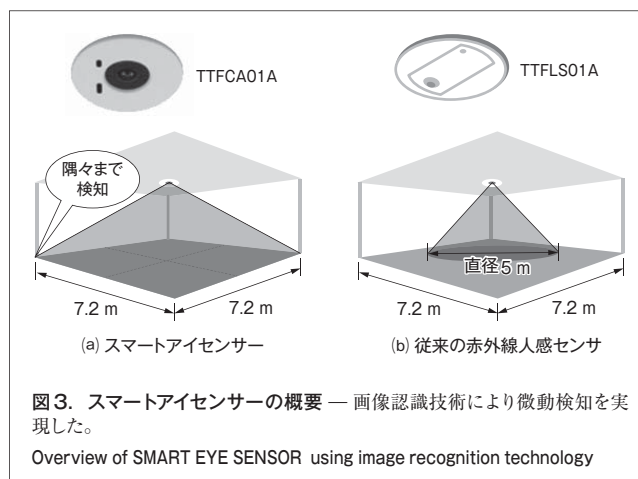 TTFCA01A
TTFLS01A
隅々まで
検知
直径5 m
7.2 m
7.2 m
7.2 m
7.2 m
(a) スマートアイセンサー
(b) 従来の赤外線人感センサ
図3. スマートアイセンサーの概要 — 画像認識技術により微動検知を実
現した。
Overview of SMART EYE SENSOR using image recognition technology